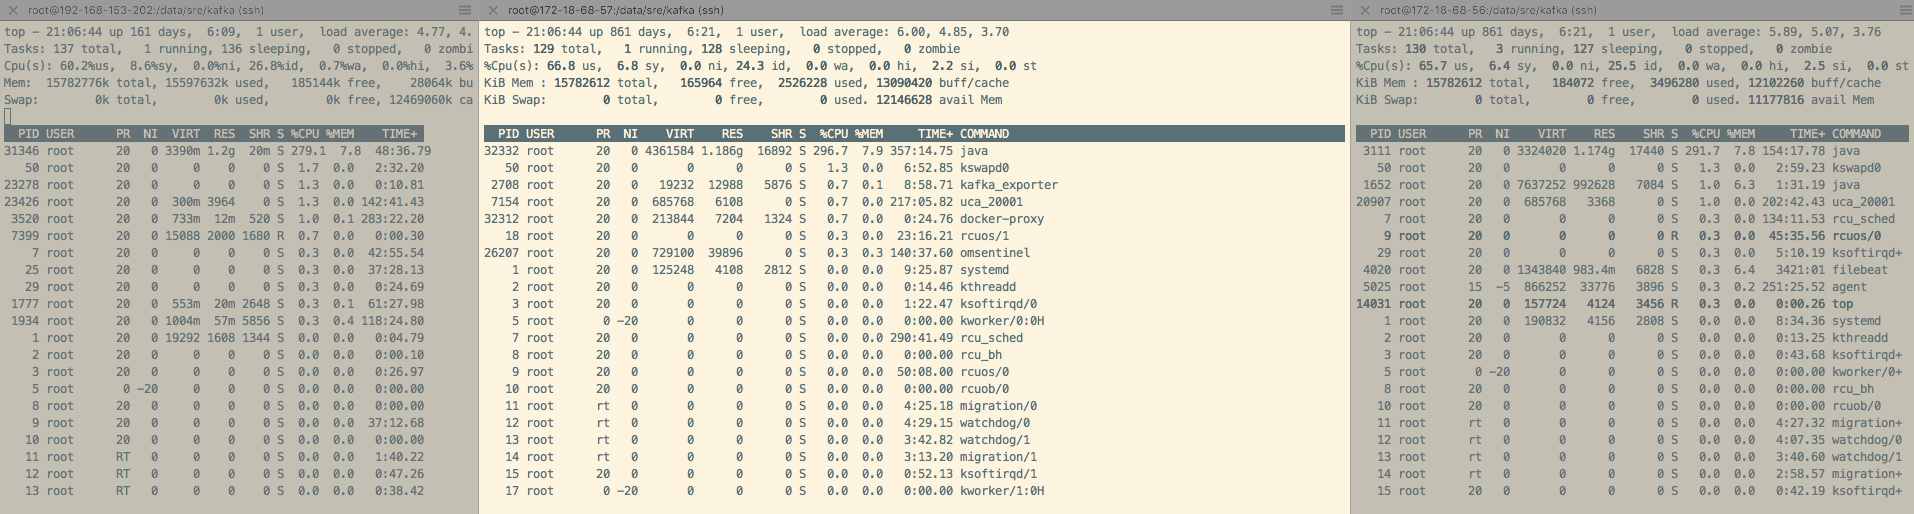 root@192-168-153-202:/data/sre/kafka (ssh)
top - 21:06:44 up 161 days,  6:09,  1 user,  load average: 4.77, 4.
Tasks: 137 total,   1 running, 136 sleeping,   0 stopped,   0 zombi
Cpu(s): 60.2%us,  8.6%sy,  0.0%ni, 26.8%id,  0.7%wa,  0.0%hi,  3.6%
Mem:  15782776k total, 15597632k used,   185144k free,    28064k bu
Swap:        0k total,        0k used,        0k free, 12469060k ca
PID USER      PR  NI  VIRT  RES  SHR S %CPU %MEM    TIME+
31346 root      20   0 3390m 1.2g  20m S 279.1  7.8  48:36.79
50 root      20   0     0    0    0 S  1.7  0.0   2:32.20
23278 root      20   0     0    0    0 S  1.3  0.0   0:10.81
23426 root      20   0  300m 3964    0 S  1.3  0.0 142:41.43
3520 root      20   0  733m  12m  520 S  1.0  0.1 283:22.20
7399 root      20   0 15088 2000 1680 R  0.7  0.0   0:00.30
7 root      20   0     0    0    0 S  0.3  0.0  42:55.54
25 root      20   0     0    0    0 S  0.3  0.0  37:28.13
29 root      20   0     0    0    0 S  0.3  0.0   0:24.69
1777 root      20   0  553m  20m 2648 S  0.3  0.1  61:27.98
1934 root      20   0 1004m  57m 5856 S  0.3  0.4 118:24.80
1 root      20   0 19292 1608 1344 S  0.0  0.0   0:04.79
2 root      20   0     0    0    0 S  0.0  0.0   0:00.10
3 root      20   0     0    0    0 S  0.0  0.0   0:26.97
5 root       0 -20     0    0    0 S  0.0  0.0   0:00.00
8 root      20   0     0    0    0 S  0.0  0.0   0:00.00
9 root      20   0     0    0    0 S  0.0  0.0  37:12.68
10 root      20   0     0    0    0 S  0.0  0.0   0:00.00
11 root      RT   0     0    0    0 S  0.0  0.0   1:40.22
12 root      RT   0     0    0    0 S  0.0  0.0   0:47.26
13 root      RT   0     0    0    0 S  0.0  0.0   0:38.42
root@172-18-68-57:/data/sre/kafka (ssh)
top - 21:06:44 up 861 days,  6:21,  1 user,  load average: 6.00, 4.85, 3.70
Tasks: 129 total,   1 running, 128 sleeping,   0 stopped,   0 zombie
%Cpu(s): 66.8 us,  6.8 sy,  0.0 ni, 24.3 id,  0.0 wa,  0.0 hi,  2.2 si,  0.0 st
KiB Mem : 15782612 total,   165964 free,  2526228 used, 13090420 buff/cache
KiB Swap:        0 total,        0 free,        0 used. 12146628 avail Mem
PID USER      PR  NI    VIRT    RES    SHR S  %CPU %MEM     TIME+ COMMAND
32332 root      20   0 4361584 1.186g  16892 S 296.7  7.9 357:14.75 java
50 root      20   0       0      0      0 S   1.3  0.0   6:52.85 kswapd0
2708 root      20   0   19232  12988   5876 S   0.7  0.1   8:58.71 kafka_exporter
7154 root      20   0  685768   6108      0 S   0.7  0.0 217:05.82 uca_20001
32312 root      20   0  213844   7204   1324 S   0.7  0.0   0:24.76 docker-proxy
18 root      20   0       0      0      0 S   0.3  0.0  23:16.21 rcuos/1
26207 root      20   0  729100  39896      0 S   0.3  0.3 140:37.60 omsentinel
1 root      20   0  125248   4108   2812 S   0.0  0.0   9:25.87 systemd
2 root      20   0       0      0      0 S   0.0  0.0   0:14.46 kthreadd
3 root      20   0       0      0      0 S   0.0  0.0   1:22.47 ksoftirqd/0
5 root       0 -20       0      0      0 S   0.0  0.0   0:00.00 kworker/0:0H
7 root      20   0       0      0      0 S   0.0  0.0 290:41.49 rcu_sched
8 root      20   0       0      0      0 S   0.0  0.0   0:00.00 rcu_bh
9 root      20   0       0      0      0 S   0.0  0.0  50:08.00 rcuos/0
10 root      20   0       0      0      0 S   0.0  0.0   0:00.00 rcuob/0
11 root      rt   0       0      0      0 S   0.0  0.0   4:25.18 migration/0
12 root      rt   0       0      0      0 S   0.0  0.0   4:29.15 watchdog/0
13 root      rt   0       0      0      0 S   0.0  0.0   3:42.82 watchdog/1
14 root      rt   0       0      0      0 S   0.0  0.0   3:13.20 migration/1
15 root      20   0       0      0      0 S   0.0  0.0   0:52.13 ksoftirqd/1
17 root       0 -20       0      0      0 S   0.0  0.0   0:00.00 kworker/1:0H
root@172-18-68-56:/data/sre/kafka (ssh)
top - 21:06:44 up 861 days,  6:21,  1 user,  load average: 5.89, 5.07, 3.76
Tasks: 130 total,   3 running, 127 sleeping,   0 stopped,   0 zombie
%Cpu(s): 65.7 us,  6.4 sy,  0.0 ni, 25.5 id,  0.0 wa,  0.0 hi,  2.5 si,  0.0 st
KiB Mem : 15782612 total,   184072 free,  3496280 used, 12102260 buff/cache
KiB Swap:        0 total,        0 free,        0 used. 11177816 avail Mem
PID USER      PR  NI    VIRT    RES    SHR S  %CPU %MEM     TIME+ COMMAND
3111 root      20   0 3324020 1.174g  17440 S 291.7  7.8 154:17.78 java
50 root      20   0       0      0      0 S   1.3  0.0   2:59.23 kswapd0
1652 root      20   0 7637252 992628   7084 S   1.0  6.3   1:31.19 java
20907 root      20   0  685768   3368      0 S   1.0  0.0 202:42.43 uca_20001
7 root      20   0       0      0      0 S   0.3  0.0 134:11.53 rcu_sched
9 root      20   0       0      0      0 R   0.3  0.0  45:35.56 rcuos/0
29 root      20   0       0      0      0 S   0.3  0.0   5:10.19 ksoftirqd+
4020 root      20   0 1343840 983.4m   6828 S   0.3  6.4   3421:01 filebeat
5025 root      15  -5  866252  33776   3896 S   0.3  0.2 251:25.52 agent
14031 root      20   0  157724   4124   3456 R   0.3  0.0   0:00.26 top
1 root      20   0  190832   4156   2808 S   0.0  0.0   8:34.36 systemd
2 root      20   0       0      0      0 S   0.0  0.0   0:13.25 kthreadd
3 root      20   0       0      0      0 S   0.0  0.0   0:43.68 ksoftirqd+
5 root       0 -20       0      0      0 S   0.0  0.0   0:00.00 kworker/0+
8 root      20   0       0      0      0 S   0.0  0.0   0:00.00 rcu_bh
10 root      20   0       0      0      0 S   0.0  0.0   0:00.00 rcuob/0
11 root      rt   0       0      0      0 S   0.0  0.0   4:27.32 migration+
12 root      rt   0       0      0      0 S   0.0  0.0   4:07.35 watchdog/0
13 root      rt   0       0      0      0 S   0.0  0.0   3:40.60 watchdog/1
14 root      rt   0       0      0      0 S   0.0  0.0   2:58.57 migration+
15 root      20   0       0      0      0 S   0.0  0.0   0:42.19 ksoftirqd+